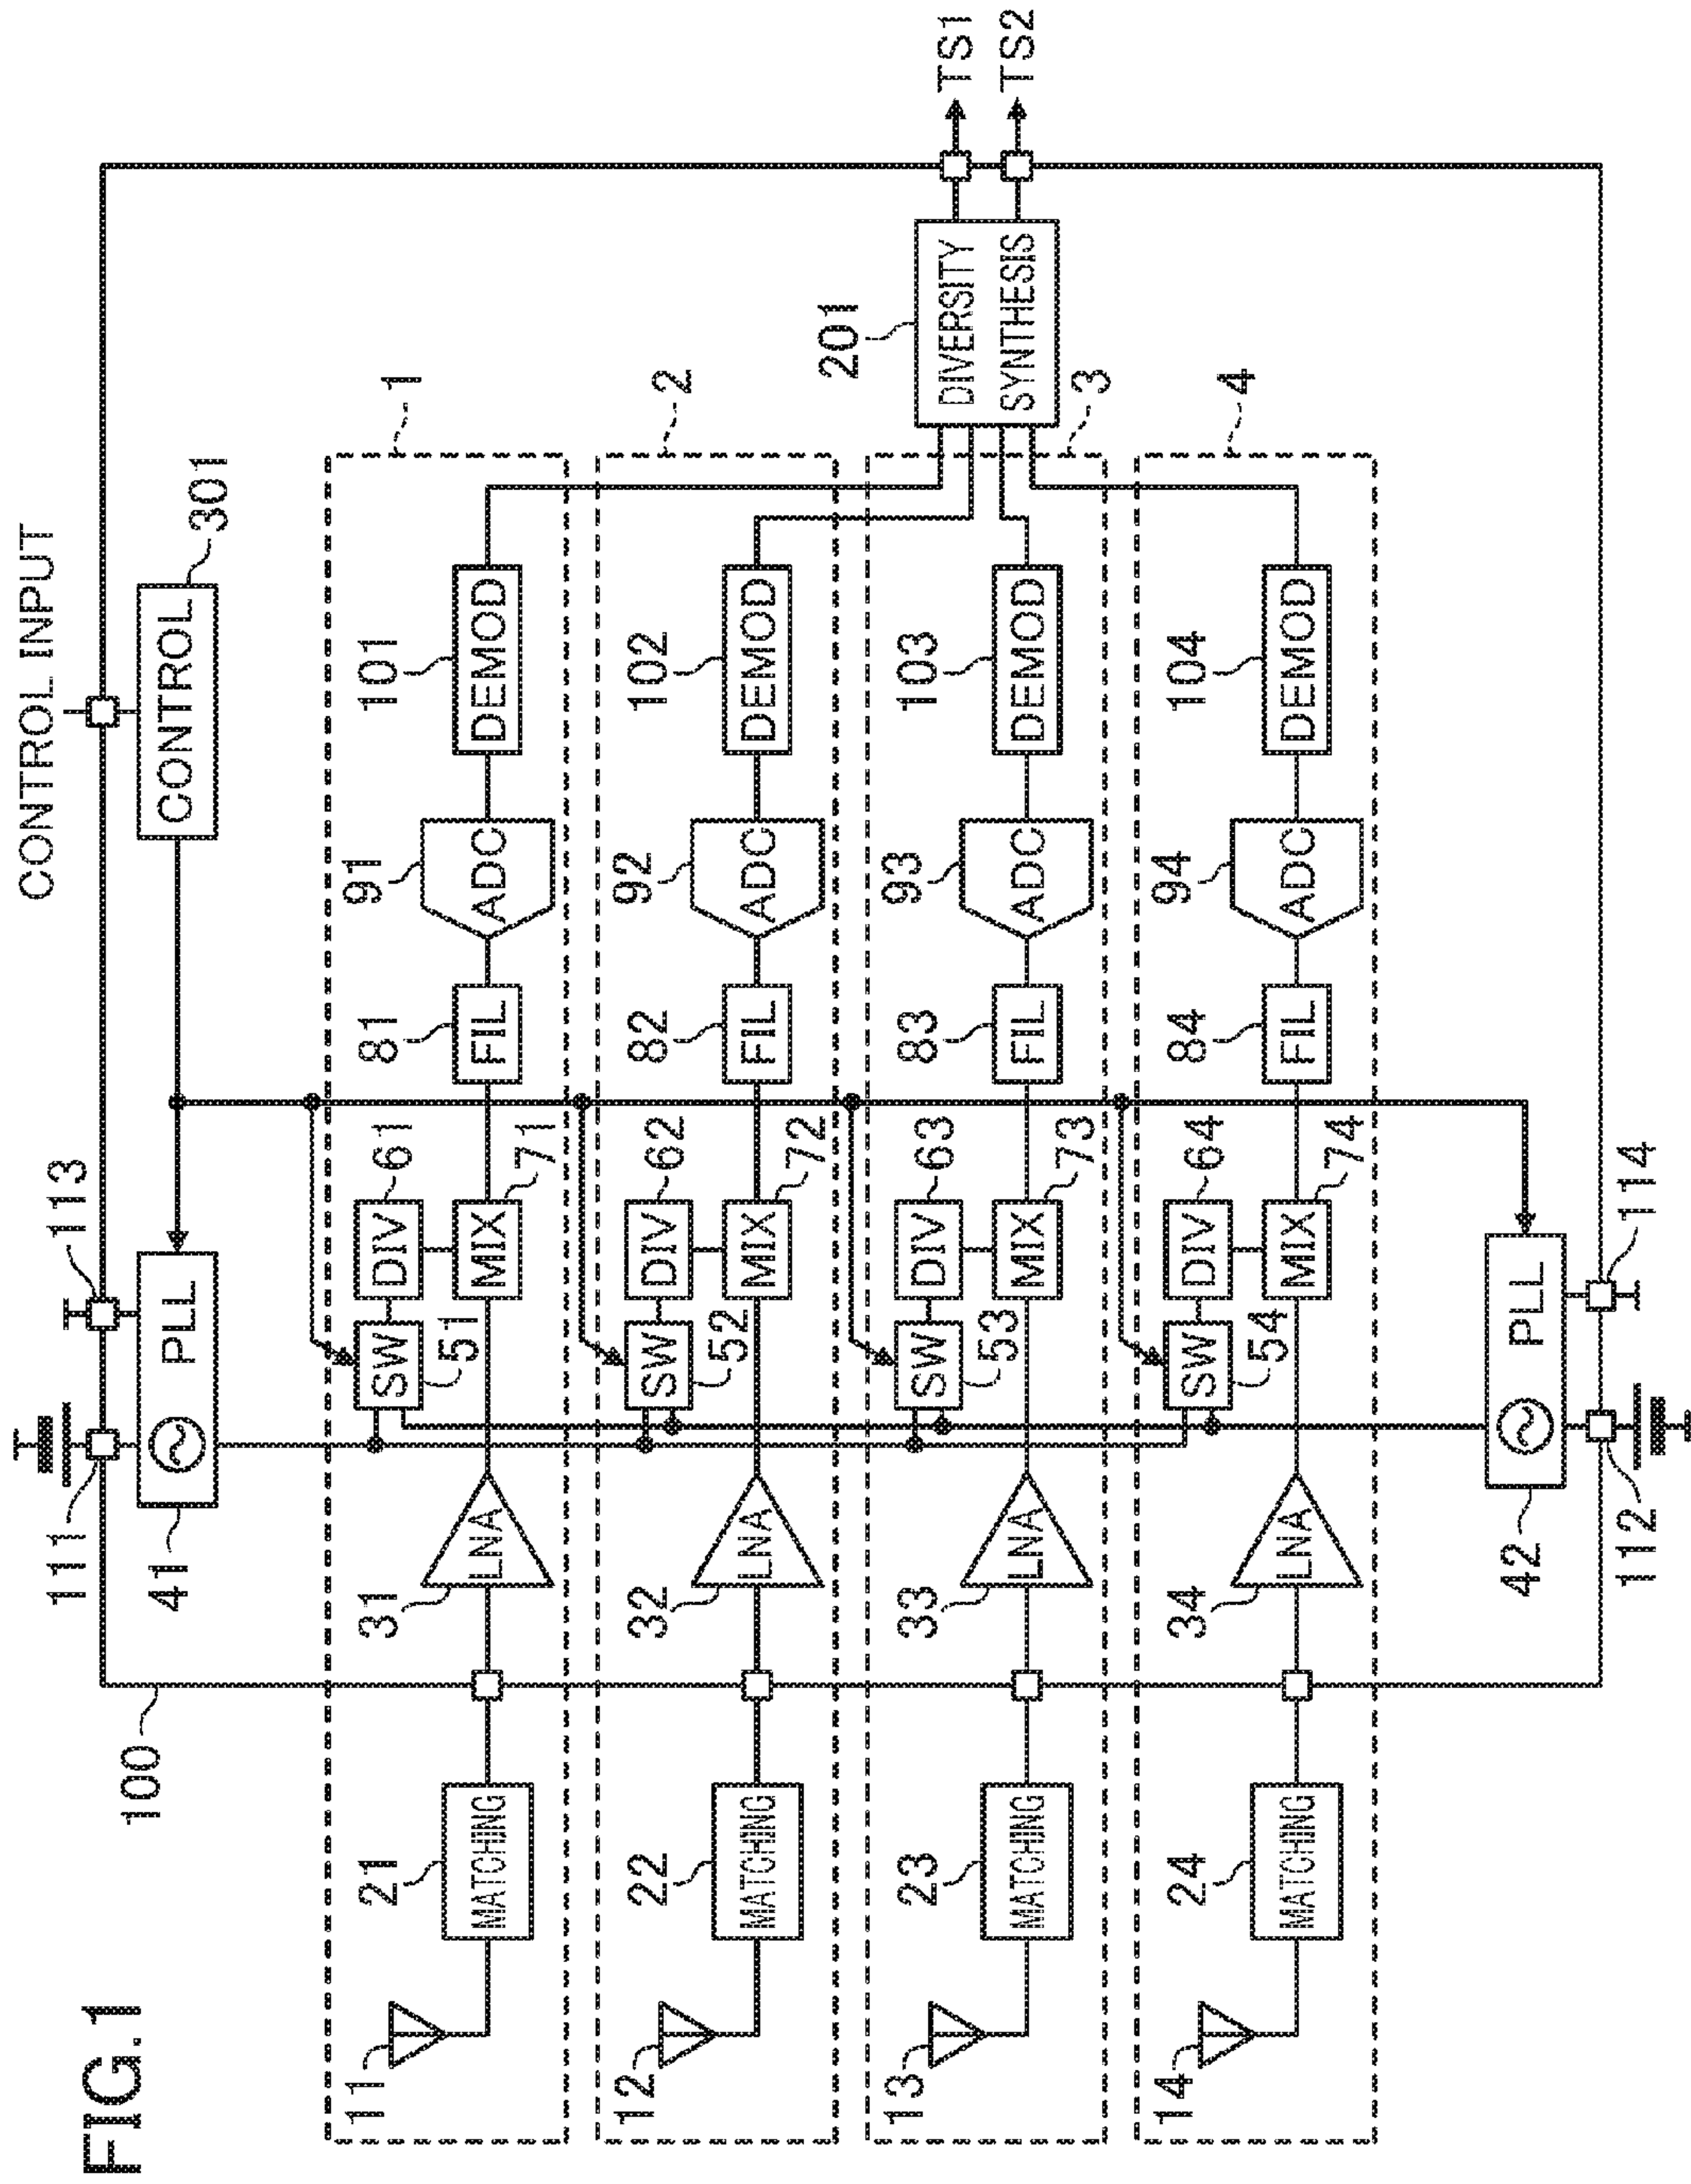 FIG.1
CONTROL INPUT
111
113
41
PLL
CONTROL
301
100
1
11
21
MATCHING
31
LNA
SW
51
DIV
61
MIX
71
81
FIL
91
ADC
101
DEMOD
2
12
22
MATCHING
32
LNA
SW
52
DIV
62
MIX
72
82
FIL
92
ADC
102
DEMOD
201
DIVERSITY
SYNTHESIS
TS1
TS2
3
13
23
MATCHING
33
LNA
SW
53
DIV
63
MIX
73
83
FIL
93
ADC
103
DEMOD
4
14
24
MATCHING
34
LNA
SW
54
DIV
64
MIX
74
84
FIL
94
ADC
104
DEMOD
42
PLL
112
114